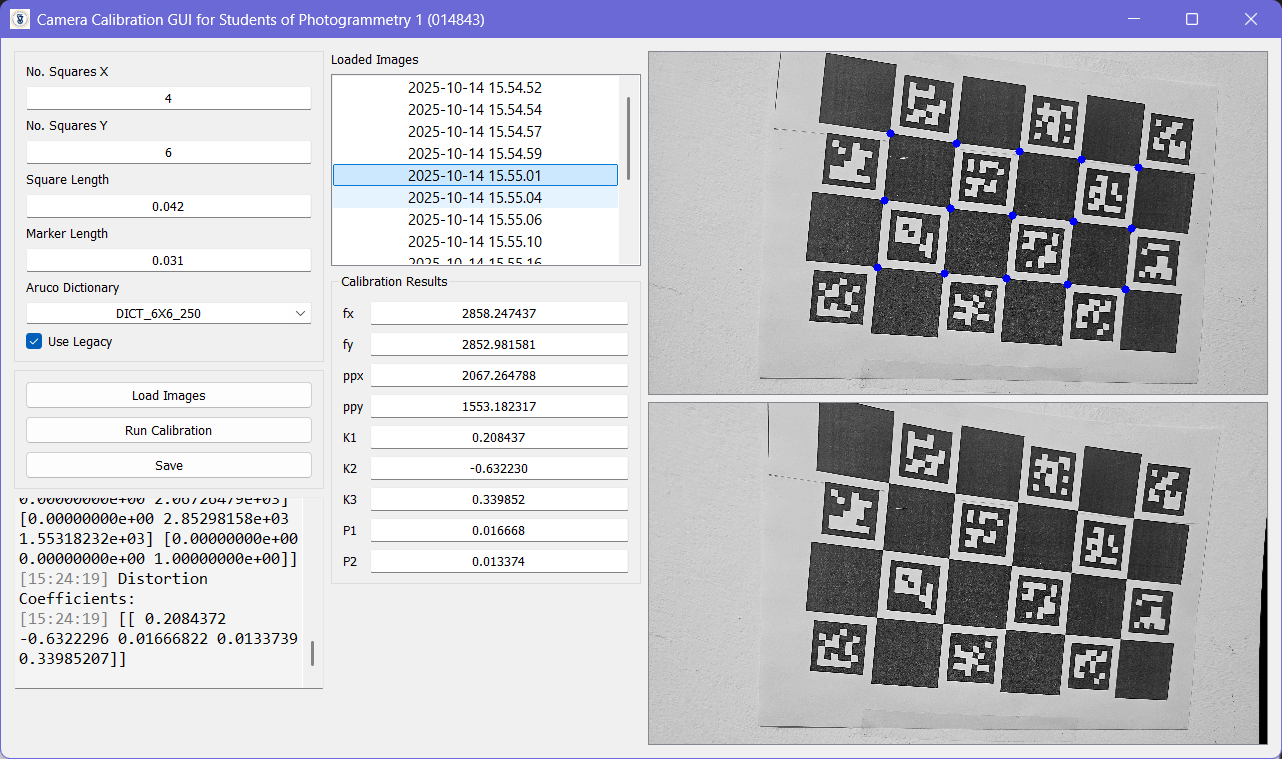 Camera Calibration GUI for Students of Photogrammetry 1 (014843)
No. Squares X
4
No. Squares Y
6
Square Length
0.042
Marker Length
0.031
Aruco Dictionary
DICT_6X6_250
Use Legacy
Load Images
Run Calibration
Save
0.00000000e+00 2.06726479e+03]
[0.00000000e+00 2.85298158e+03
1.55318232e+03] [0.00000000e+00
0.00000000e+00 1.00000000e+00]]
[15:24:19] Distortion
Coefficients:
[15:24:19] [[ 0.2084372
-0.6322296 0.01666822 0.0133739
0.33985207]]
Loaded Images
2025-10-14 15.54.52
2025-10-14 15.54.54
2025-10-14 15.54.57
2025-10-14 15.54.59
2025-10-14 15.55.01
2025-10-14 15.55.04
2025-10-14 15.55.06
2025-10-14 15.55.10
2025-10-14 15.55.16
Calibration Results
fx
2858.247437
fy
2852.981581
ppx
2067.264788
ppy
1553.182317
K1
0.208437
K2
-0.632230
K3
0.339852
P1
0.016668
P2
0.013374